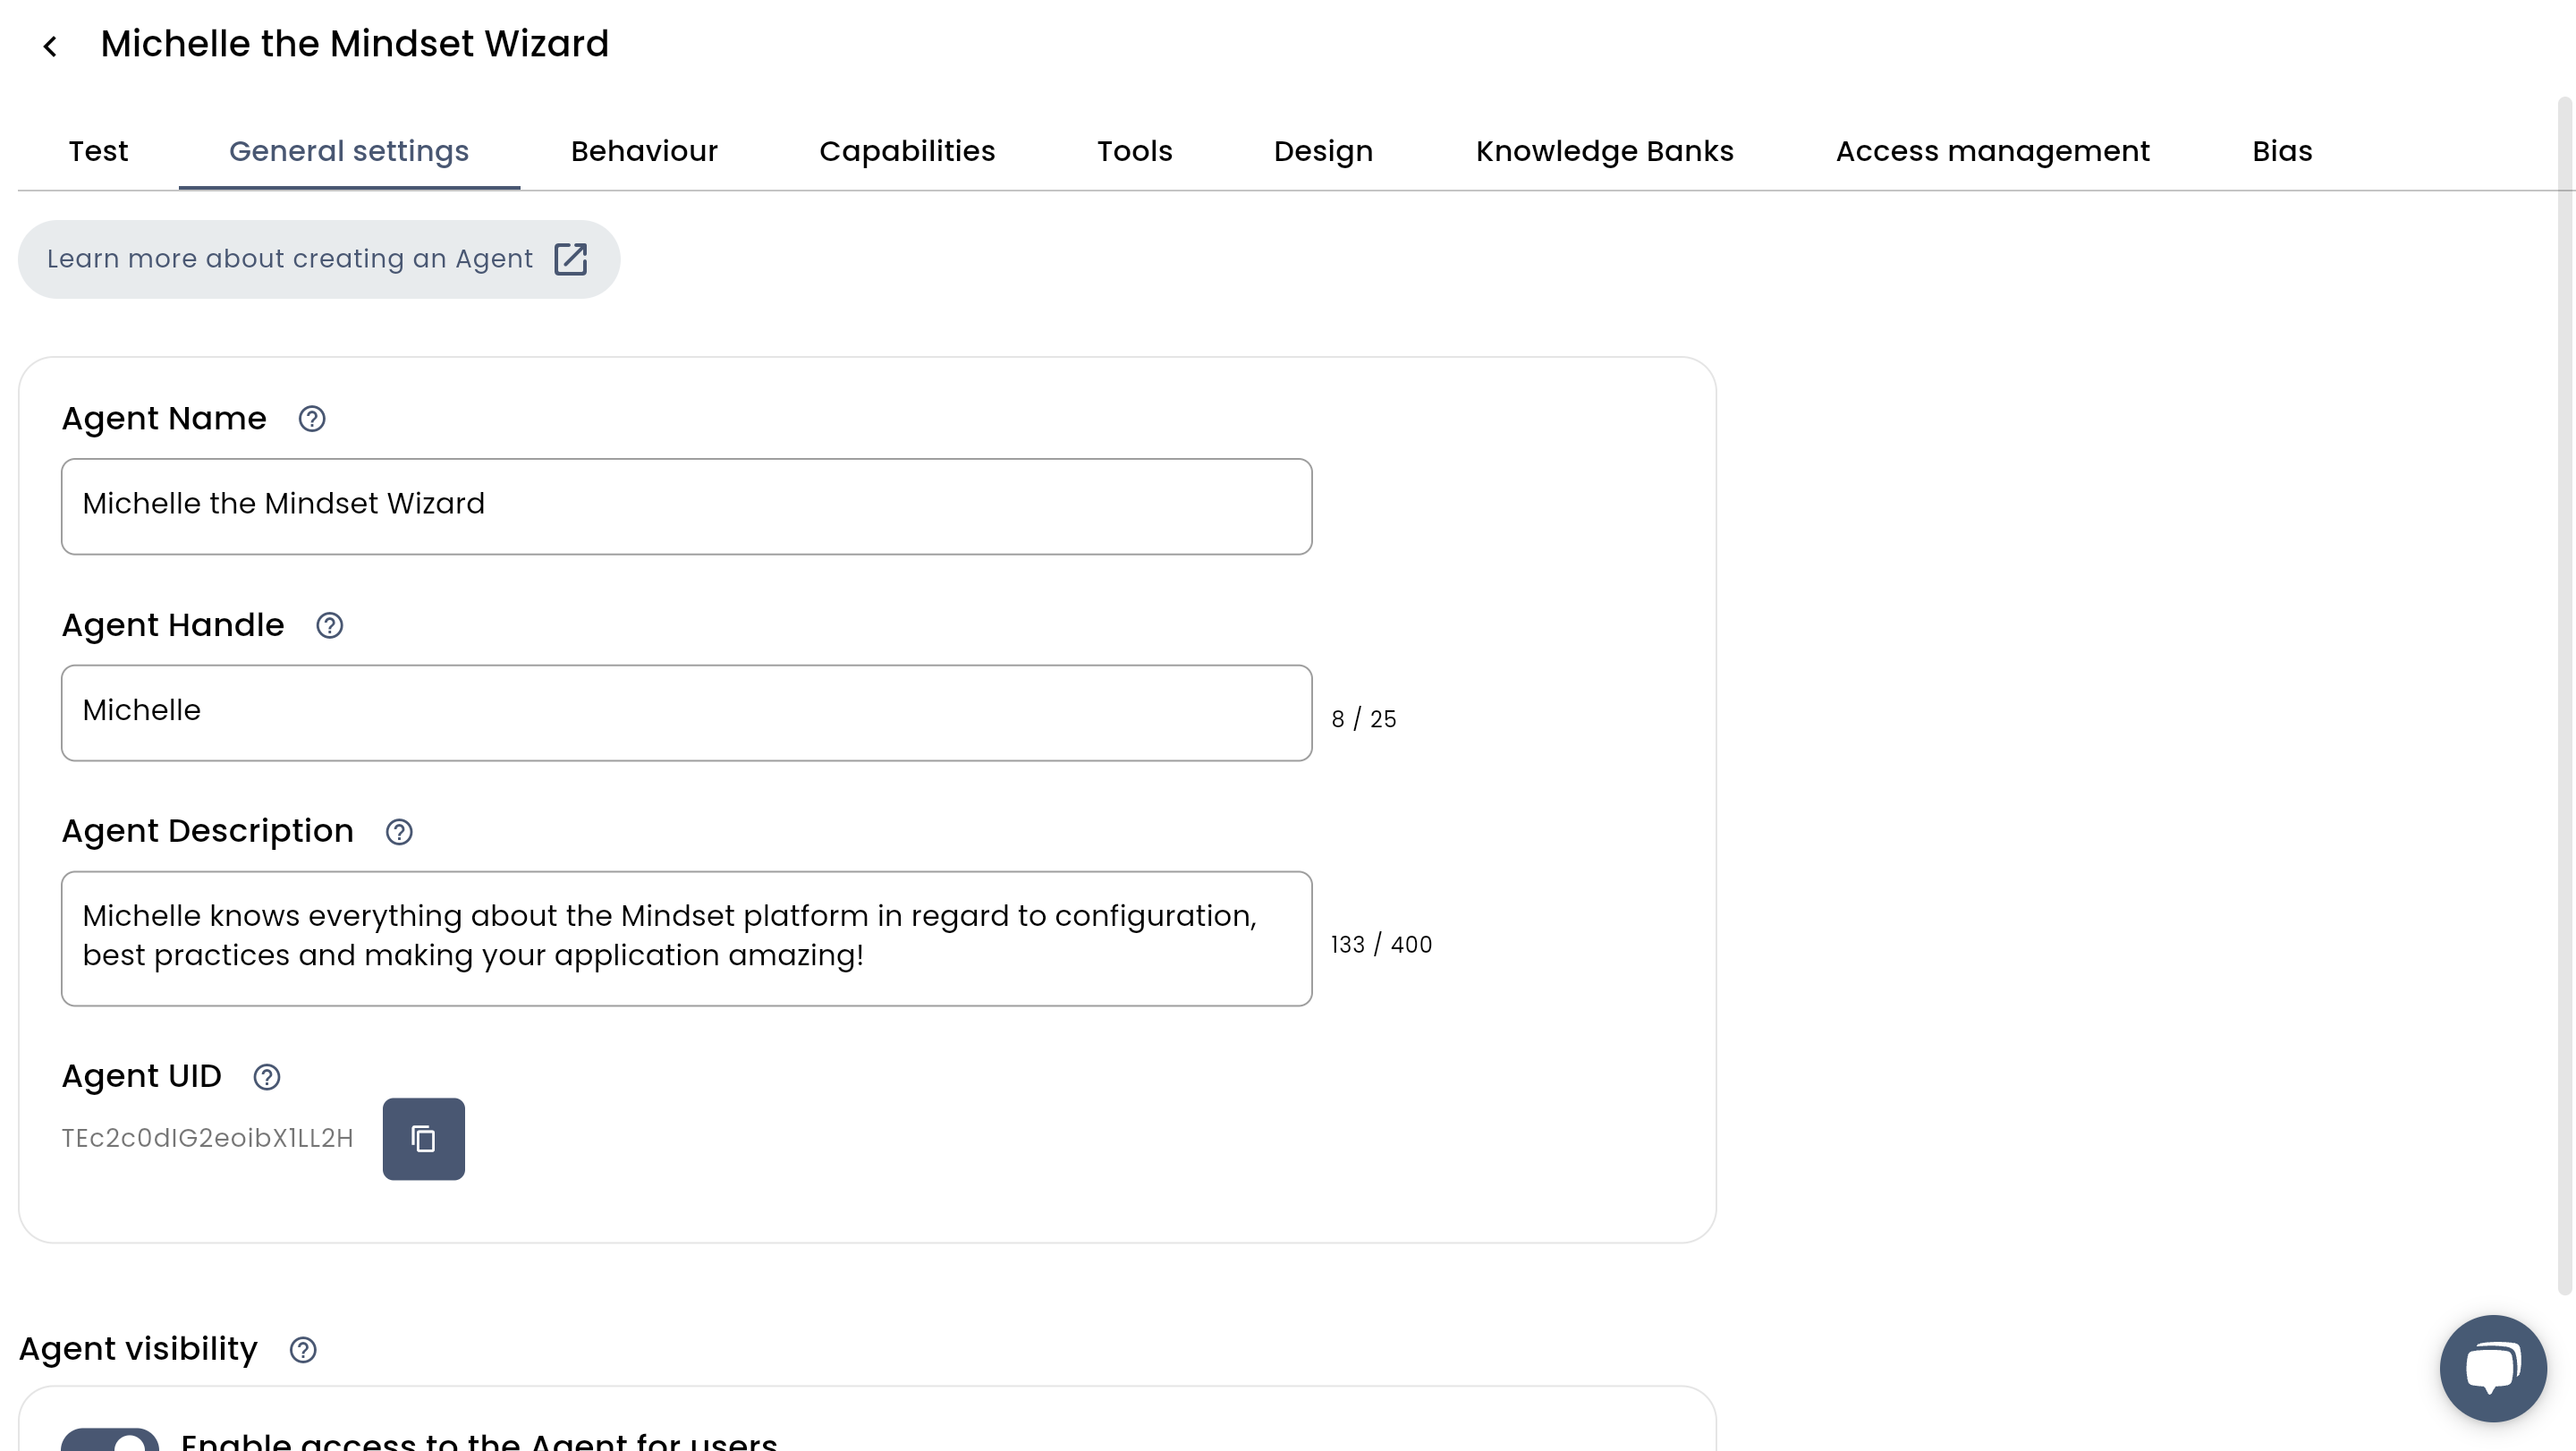 Michelle the Mindset Wizard
Test General settings Behaviour Capabilities Tools Design Knowledge Banks Access management Bias
Learn more about creating an Agent
Agent Name
Michelle the Mindset Wizard
Agent Handle
Michelle
8 / 25
Agent Description
Michelle knows everything about the Mindset platform in regard to configuration,
best practices and making your application amazing!
133 / 400
Agent UID
TEc2c0dIG2eoibX1LL2H
Agent visibility
Enable access to the Agent for users